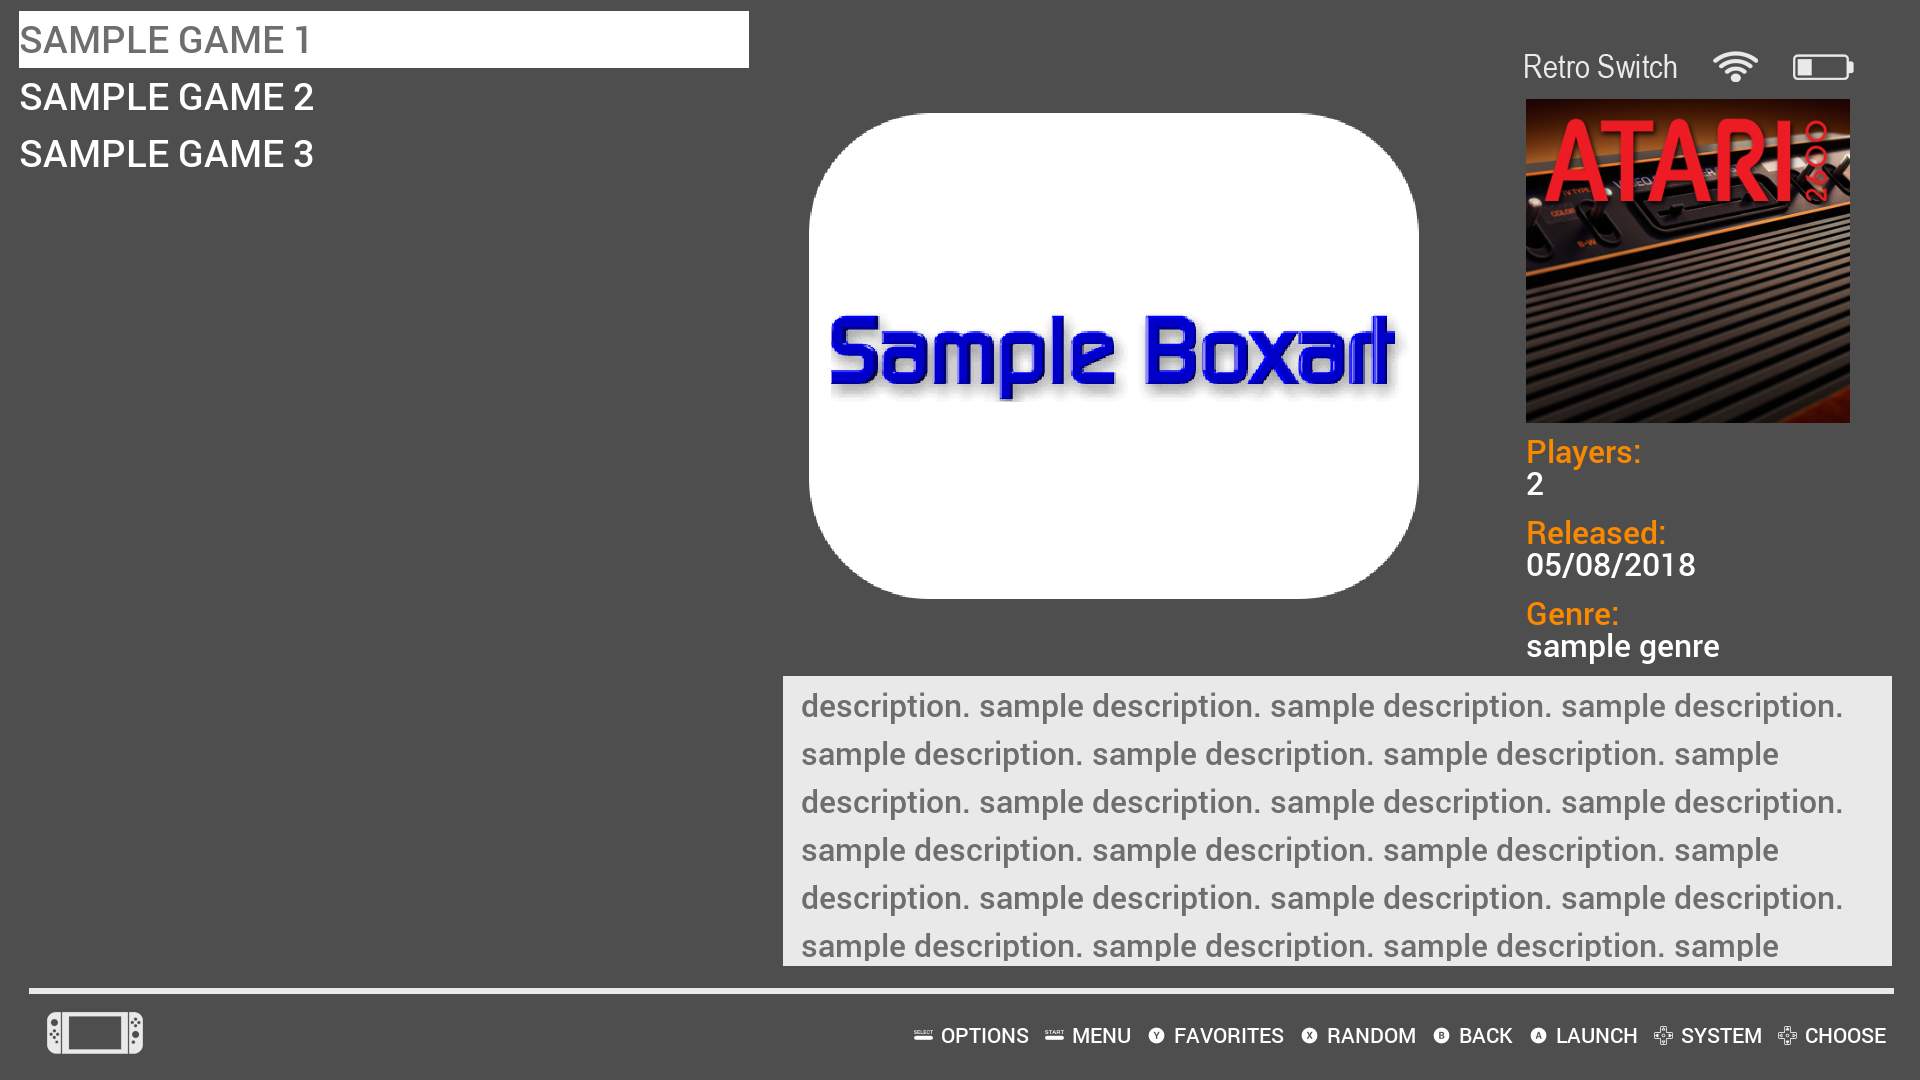 SAMPLE GAME 1
SAMPLE GAME 2
SAMPLE GAME 3
Retro Switch
ATARI 2600
Sample Boxart
Players:
2
Released:
05/08/2018
Genre:
sample genre
description. sample description. sample description. sample description.
sample description. sample description. sample description. sample
description. sample description. sample description. sample description.
sample description. sample description. sample description. sample
description. sample description. sample description. sample description.
sample description. sample description. sample description. sample
SELECT OPTIONS START MENU Y FAVORITES X RANDOM B BACK A LAUNCH SYSTEM CHOOSE